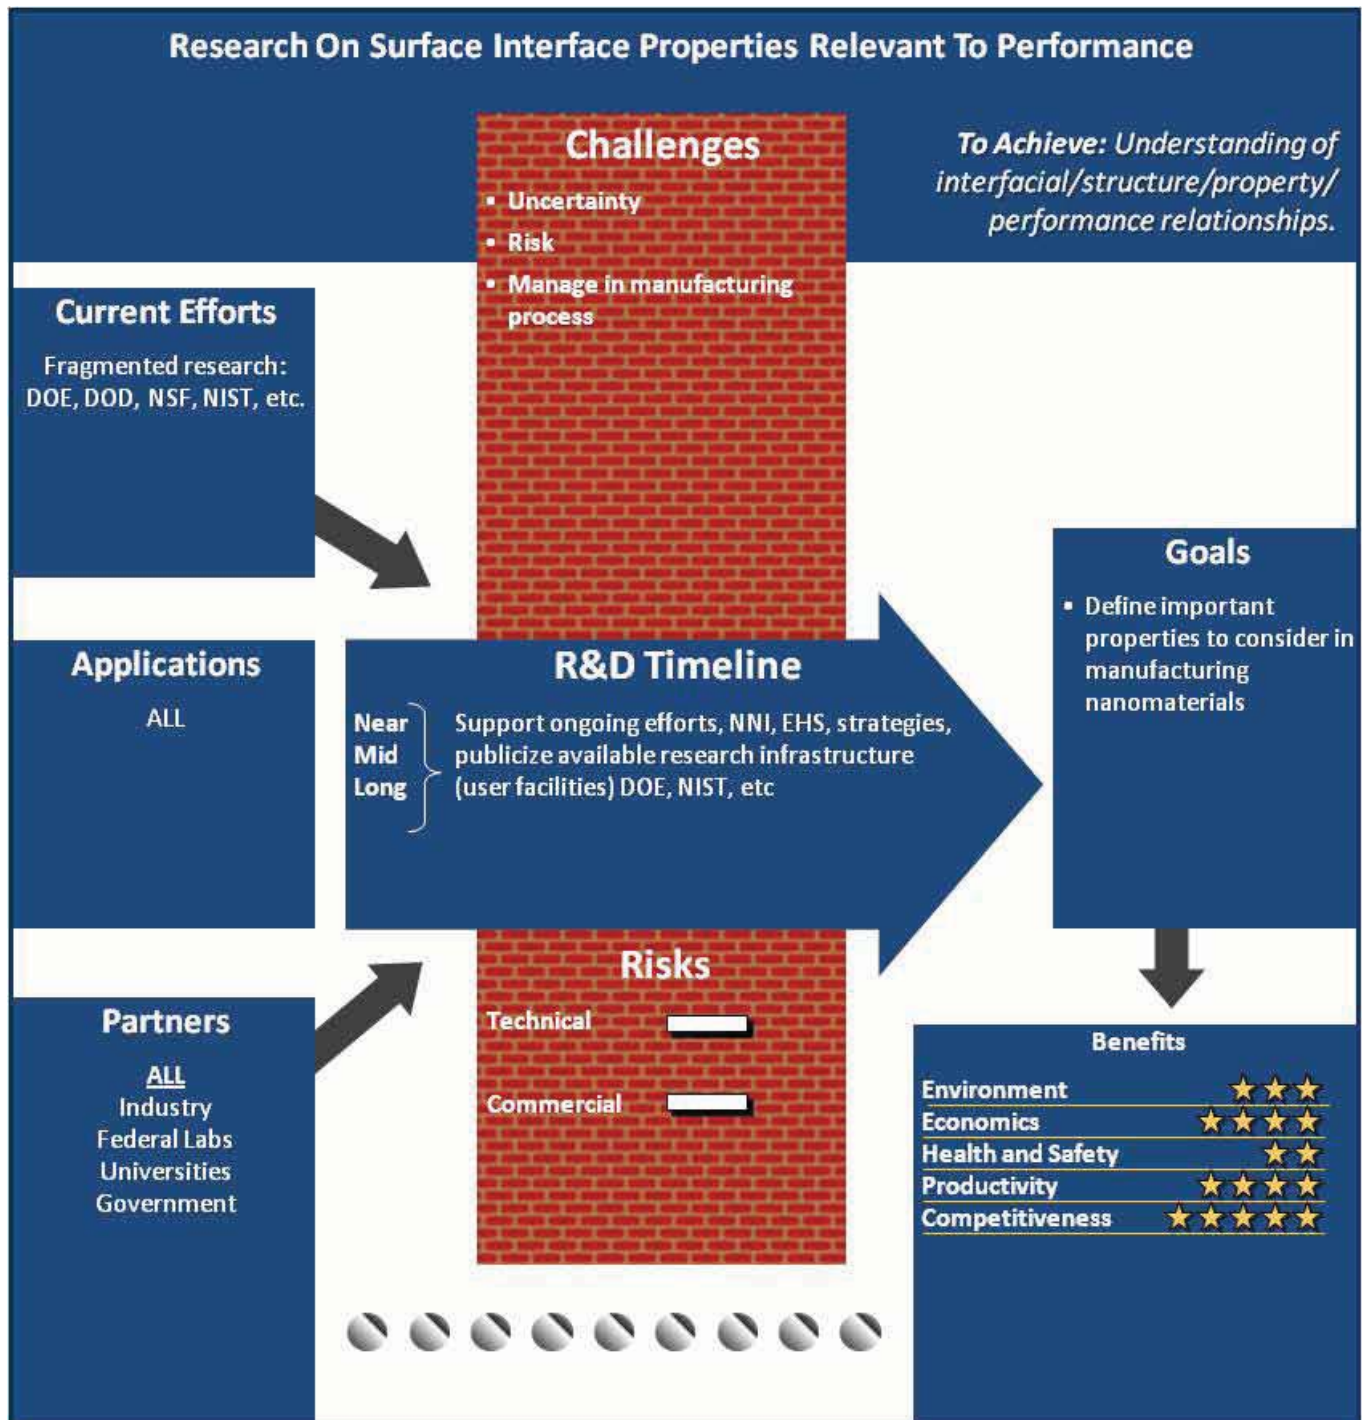 Research On Surface Interface Properties Relevant To Performance
Challenges
▪ Uncertainty
▪ Risk
▪ Manage in manufacturing
process
To Achieve: Understanding of
interfacial/structure/property/
performance relationships.
Current Efforts
Fragmented research:
DOE, DOD, NSF, NIST, etc.
Applications
ALL
Partners
ALL
Industry
Federal Labs
Universities
Government
R&D Timeline
Near
Mid
Long
Support ongoing efforts, NNI, EHS, strategies,
publicize available research infrastructure
(user facilities) DOE, NIST, etc
Risks
Technical
Commercial
Goals
▪ Define important
properties to consider in
manufacturing
nanomaterials
Benefits
Environment
Economics
Health and Safety
Productivity
Competitiveness